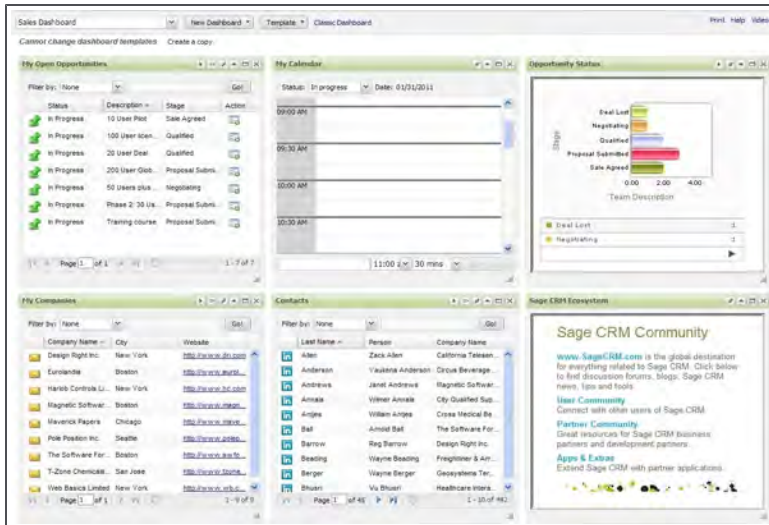 Sales Dashboard New Dashboard Template Classic Dashboard Print Help Video
Cannot change dashboard templates Create a copy
My Open Opportunities
Filter by: None Go!
Status Description Stage Action
In Progress 10 User Pilot Sale Agreed
In Progress 100 User licen... Qualified
In Progress 20 User Deal Qualified
In Progress 200 User Glob... Proposal Submi...
In Progress 50 Users plus ... Negotiating
In Progress Phase 2: 30 Us... Proposal Submi...
In Progress Training course Proposal Submi...
Page 1 of 1 1 - 7 of 7
My Calendar
Status: In progress Date: 01/31/2011
09:00 AM
09:30 AM
10:00 AM
10:30 AM
11:00 30 mins
Opportunity Status
Stage
Deal Lost
Negotiating
Qualified
Proposal Submitted
Sale Agreed
0.00 2.00 4.00
Team Description
Deal Lost 1
Negotiating
My Companies
Filter by: None Go!
Company Name City Website
Design Right Inc. New York
Eurolandia Boston
Harkib Controls Li... New York
Magnetic Softwar... Boston
Maverick Papers Chicago
Pole Position Inc. Seattle
The Software For... Boston
T-Zone Chemicals... San Jose
Web Basics Limited New York
Page 1 of 1
Contacts
Filter by: None Go!
Last Name Person Company Name
Allen Zack Allen California Telesen...
Anderson Anderson Circus Beverage...
Andrews Janet Andrews Magnetic Softwar...
Annala Wilmer Annala City Qualified Sup...
Antjes William Antjes Cross Medical Be...
Ball Arnold Ball The Software For...
Barrow Reg Barrow Design Right Inc.
Beading Wayne Beading Freightliner & Arr...
Berger Wayne Berger Geosystems Ter...
Bhuari Vu Bhuari Healthcare Intera...
Page 1 of
Sage CRM Ecosystem
Sage CRM Community
www.SageCRM.com is the global destination
for everything related to Sage CRM. Click below
to find discussion forums, blogs, Sage CRM
news, tips and tools.
User Community
Connect with other users of Sage CRM
Partner Community
Great resources for Sage CRM business
partners and development partners.
Apps & Extras
Extend Sage CRM with partner applications.